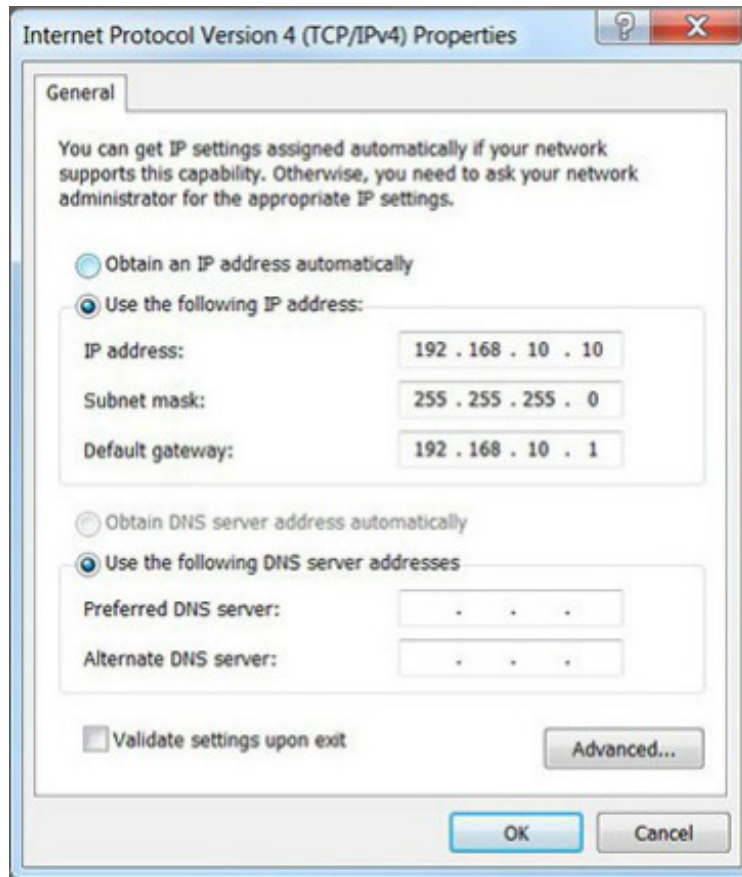 Internet Protocol Version 4 (TCP/IPv4) Properties
General
You can get IP settings assigned automatically if your network
supports this capability. Otherwise, you need to ask your network
administrator for the appropriate IP settings.
Obtain an IP address automatically
Use the following IP address:
IP address: 192 . 168 . 10 . 10
Subnet mask: 255 . 255 . 255 . 0
Default gateway: 192 . 168 . 10 . 1
Obtain DNS server address automatically
Use the following DNS server addresses
Preferred DNS server: . . .
Alternate DNS server: . . .
Validate settings upon exit
Advanced...
OK Cancel